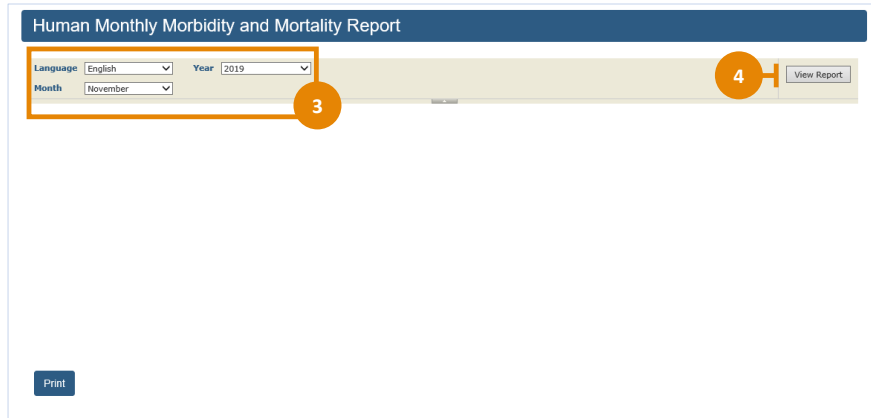 Human Monthly Morbidity and Mortality Report
Language English Year 2019
4 View Report
Month November
3
Print